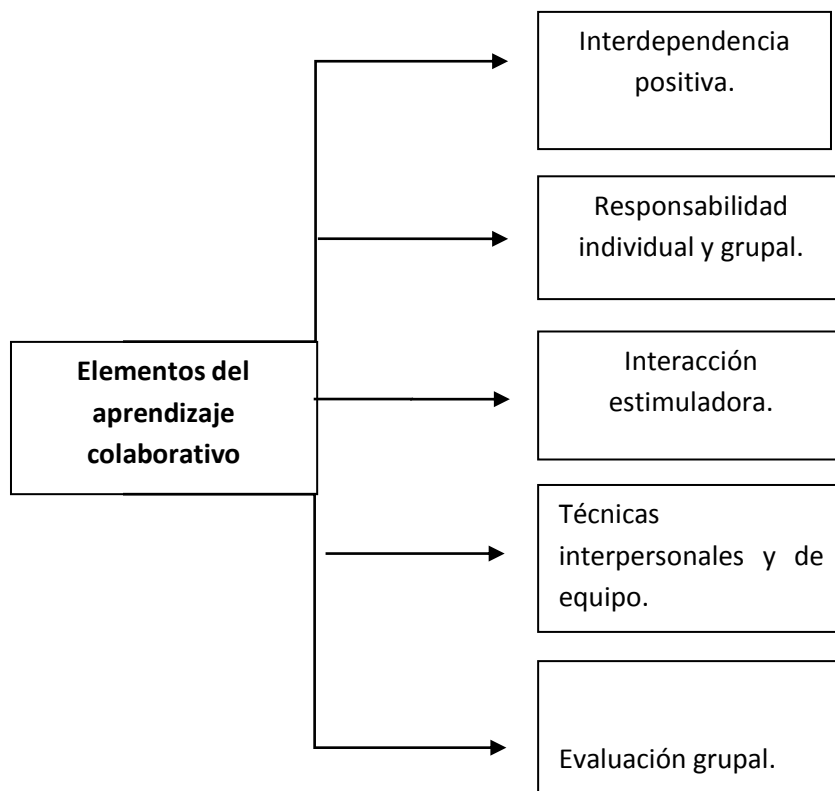 Interdependencia
positiva.
Responsabilidad
individual y grupal.
Elementos del
aprendizaje
colaborativo
Interacción
estimuladora.
Técnicas
interpersonales y de
equipo.
Evaluación grupal.